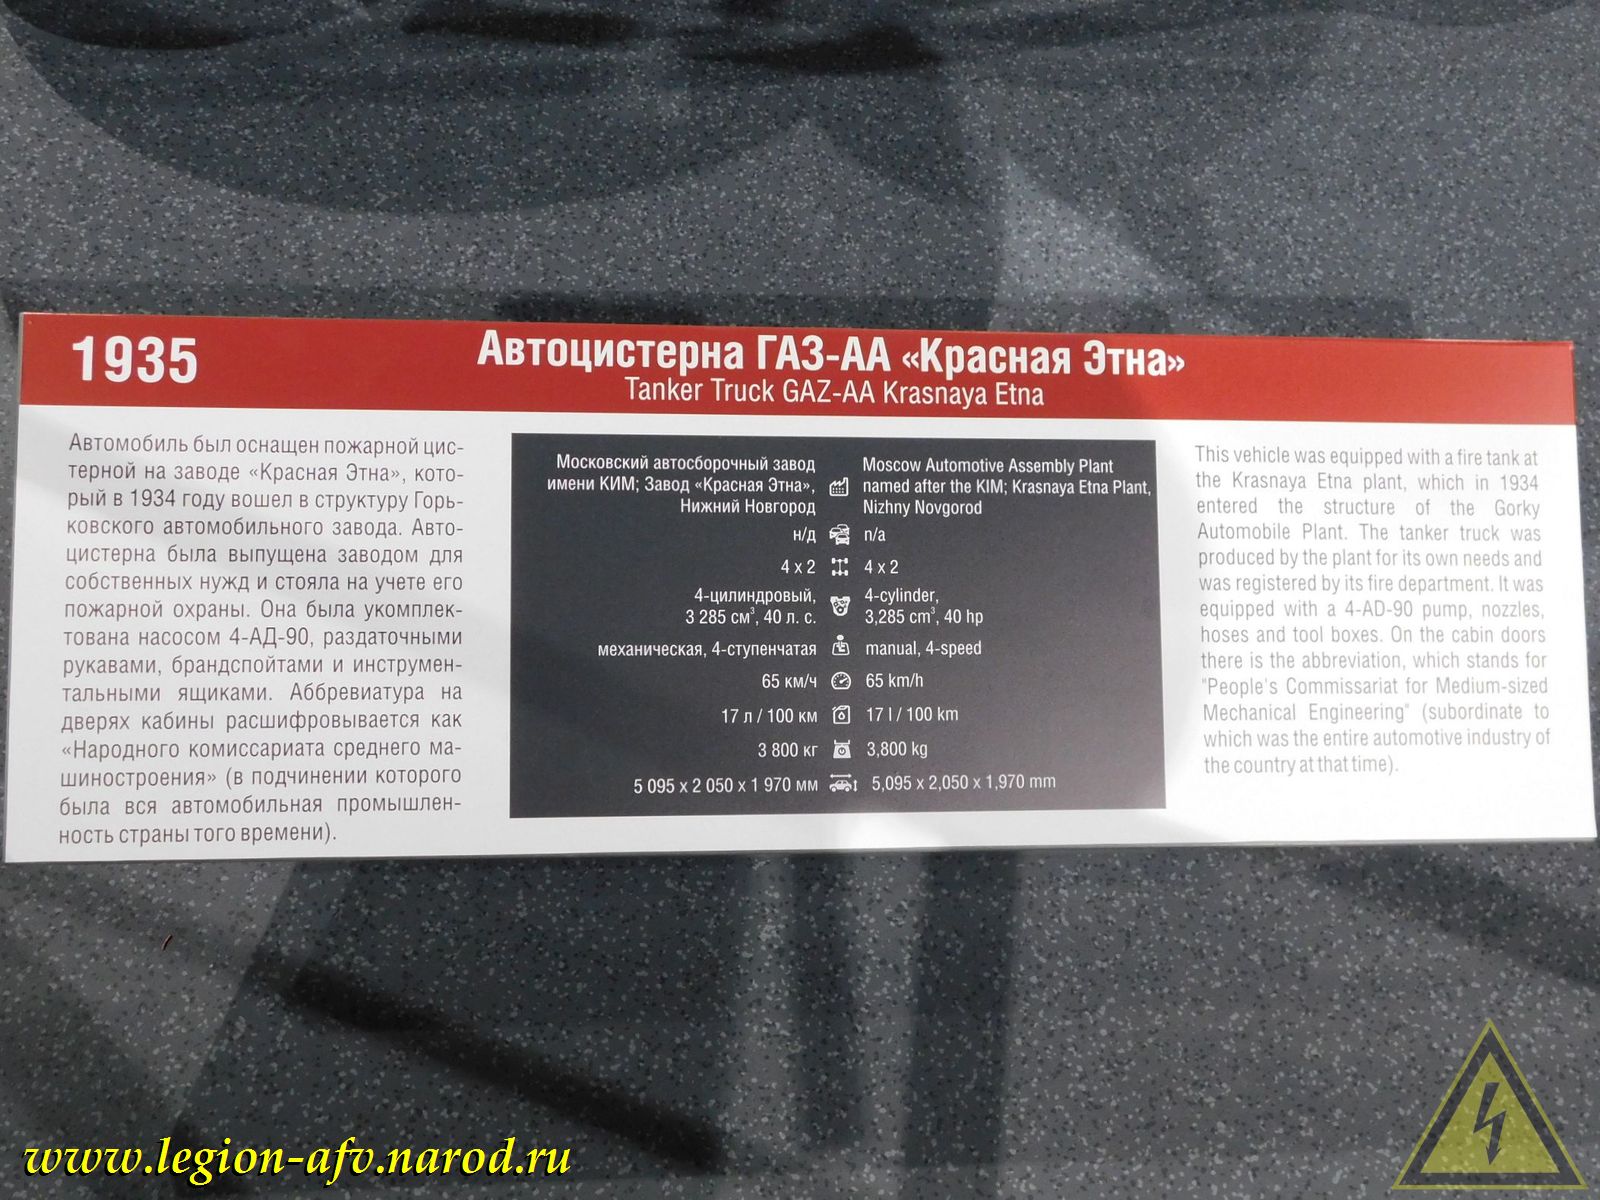 1935
Автоцистерна ГАЗ-АА «Красная Этна»
Tanker Truck GAZ-AA Krasnaya Etna
Автомобиль был оснащен пожарной цис-
терной на заводе «Красная Этна», кото-
рый в 1934 году вошел в структуру Горь-
ковского автомобильного завода. Авто-
цистерна была выпущена заводом для
собственных нужд и стояла на учете его
пожарной охраны. Она была укомплек-
тована насосом 4-АД-90, раздаточными
рукавами, брандспойтами и инструмен-
тальными ящиками. Аббревиатура на
дверях кабины расшифровывается как
«Народного комиссариата среднего ма-
шиностроения» (в подчинении которого
была вся автомобильная промышлен-
ность страны того времени).
Московский автосборочный завод
имени КИМ; Завод «Красная Этна»,
Нижний Новгород
н/д
4 x 2
4-цилиндровый,
3 285 см³, 40 л. с.
механическая, 4-ступенчатая
65 км/ч
17 л / 100 км
3 800 кг
5 095 x 2 050 x 1 970 мм
Moscow Automotive Assembly Plant
named after the KIM; Krasnaya Etna Plant,
Nizhny Novgorod
n/a
4 x 2
4-cylinder,
3,285 cm³, 40 hp
manual, 4-speed
65 km/h
17 l / 100 km
3,800 kg
5,095 x 2,050 x 1,970 mm
This vehicle was equipped with a fire tank at
the Krasnaya Etna plant, which in 1934
entered the structure of the Gorky
Automobile Plant. The tanker truck was
produced by the plant for its own needs and
was registered by its fire department. It was
equipped with a 4-AD-90 pump, nozzles,
hoses and tool boxes. On the cabin doors
there is the abbreviation, which stands for
"People's Commissariat for Medium-sized
Mechanical Engineering" (subordinate to
which was the entire automotive industry of
the country at that time).
www.legion-afv.narod.ru